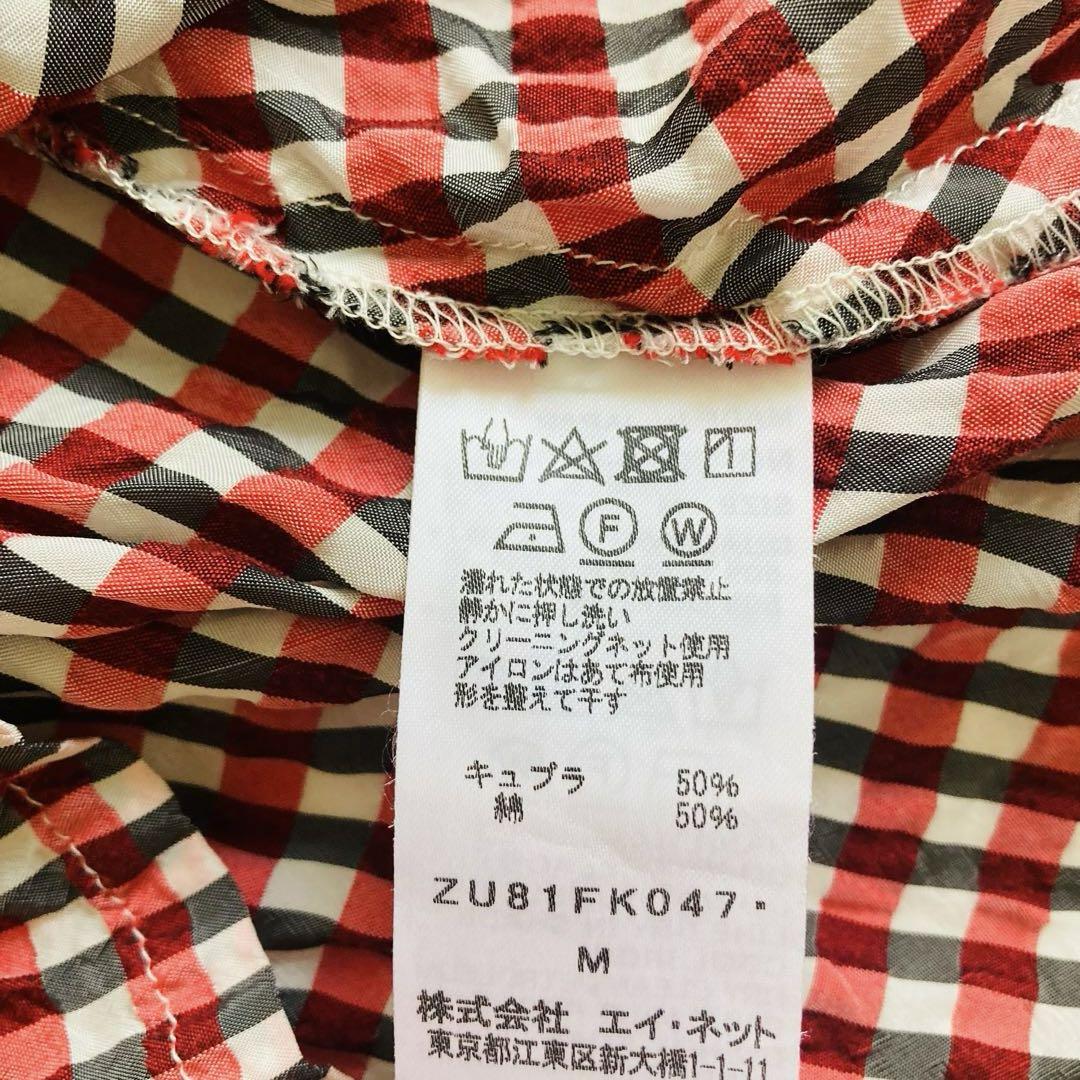 F W
濡れた状態での放置禁止
静かに押し洗い
クリーニングネット使用
アイロンはあて布使用
形を整えて干す
キュプラ 50%
綿 50%
ZU81FK047-
M
株式会社 エイ・ネット
東京都江東区新大橋1-1-11